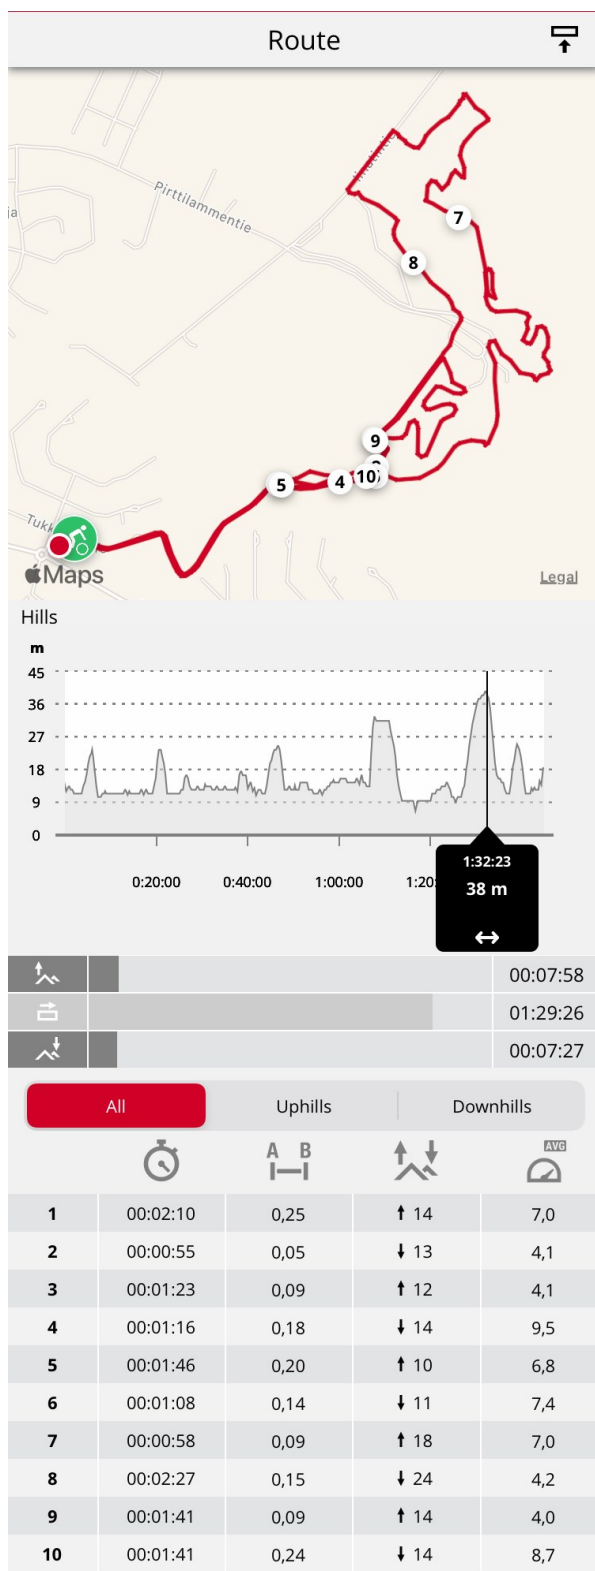 Route
7
Pirttilammentie
ja
8
9
10
5
4
Tukk
Maps
Legal
Hills
m
45
36
27
18
9
0
0:20:00 0:40:00 1:00:00 1:20:
1:32:23
38 m
00:07:58
01:29:26
00:07:27
All Uphills Downhills
A B
AVG
1 00:02:10 0,25 14 7,0
2 00:00:55 0,05 13 4,1
3 00:01:23 0,09 12 4,1
4 00:01:16 0,18 14 9,5
5 00:01:46 0,20 10 6,8
6 00:01:08 0,14 11 7,4
7 00:00:58 0,09 18 7,0
8 00:02:27 0,15 24 4,2
9 00:01:41 0,09 14 4,0
10 00:01:41 0,24 14 8,7